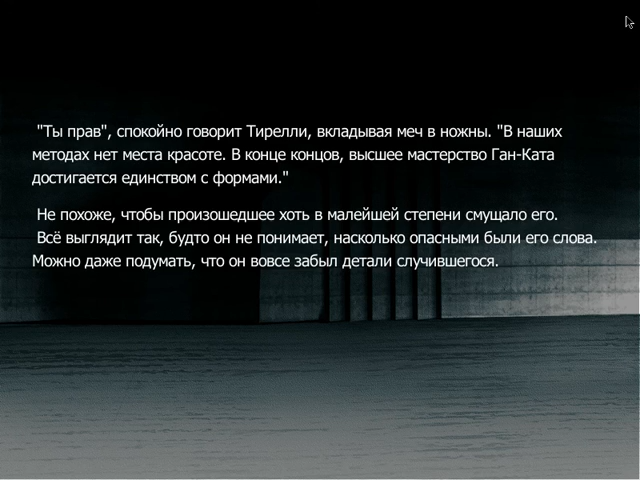 "Ты прав", спокойно говорит Тирелли, вкладывая меч в ножны. "В наших
методах нет места красоте. В конце концов, высшее мастерство Ган-Ката
достигается единством с формами."
Не похоже, чтобы произошедшее хоть в малейшей степени смущало его.
Всё выглядит так, будто он не понимает, насколько опасными были его слова.
Можно даже подумать, что он вовсе забыл детали случившегося.